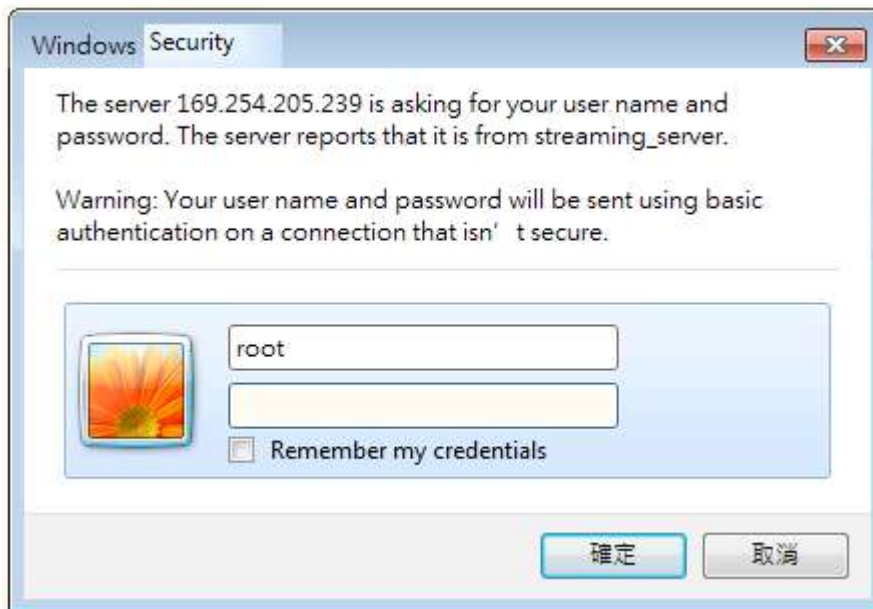 Windows Security
The server 169.254.205.239 is asking for your user name and
password. The server reports that it is from streaming_server.
Warning: Your user name and password will be sent using basic
authentication on a connection that isn' t secure.
root
Remember my credentials
確定 取消